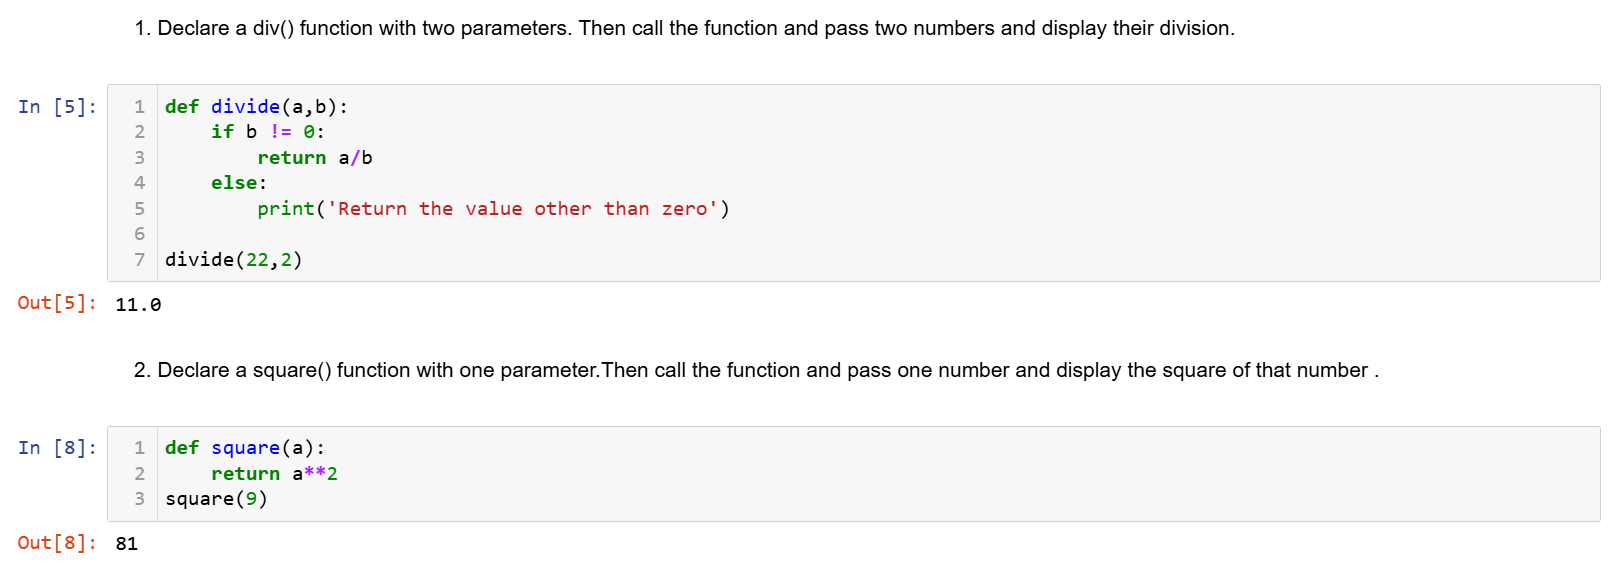 1. Declare a div() function with two parameters. Then call the function and pass two numbers and display their division.
In [5]:
1 def divide(a,b):
2     if b != 0:
3         return a/b
4     else:
5         print('Return the value other than zero')
6
7 divide(22,2)
Out[5]: 11.0
2. Declare a square() function with one parameter.Then call the function and pass one number and display the square of that number .
In [8]:
1 def square(a):
2     return a**2
3 square(9)
Out[8]: 81